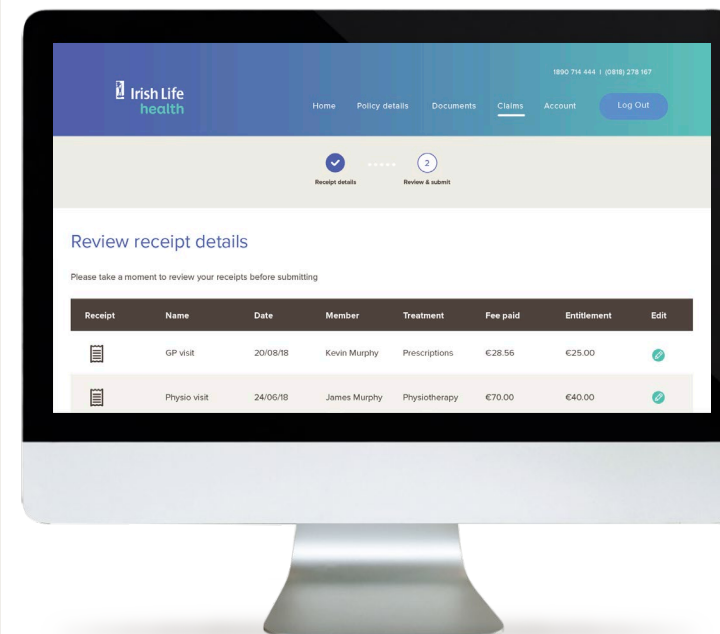 1890 714 444 | (0818) 278 167
Irish Life
health
Home Policy details Documents Claims Account Log Out
2
Receipt details Review & submit
Review receipt details
Please take a moment to review your receipts before submitting
Receipt Name Date Member Treatment Fee paid Entitlement Edit
GP visit 20/08/18 Kevin Murphy Prescriptions €28.56 €25.00
Physio visit 24/06/18 James Murphy Physiotherapy €70.00 €40.00